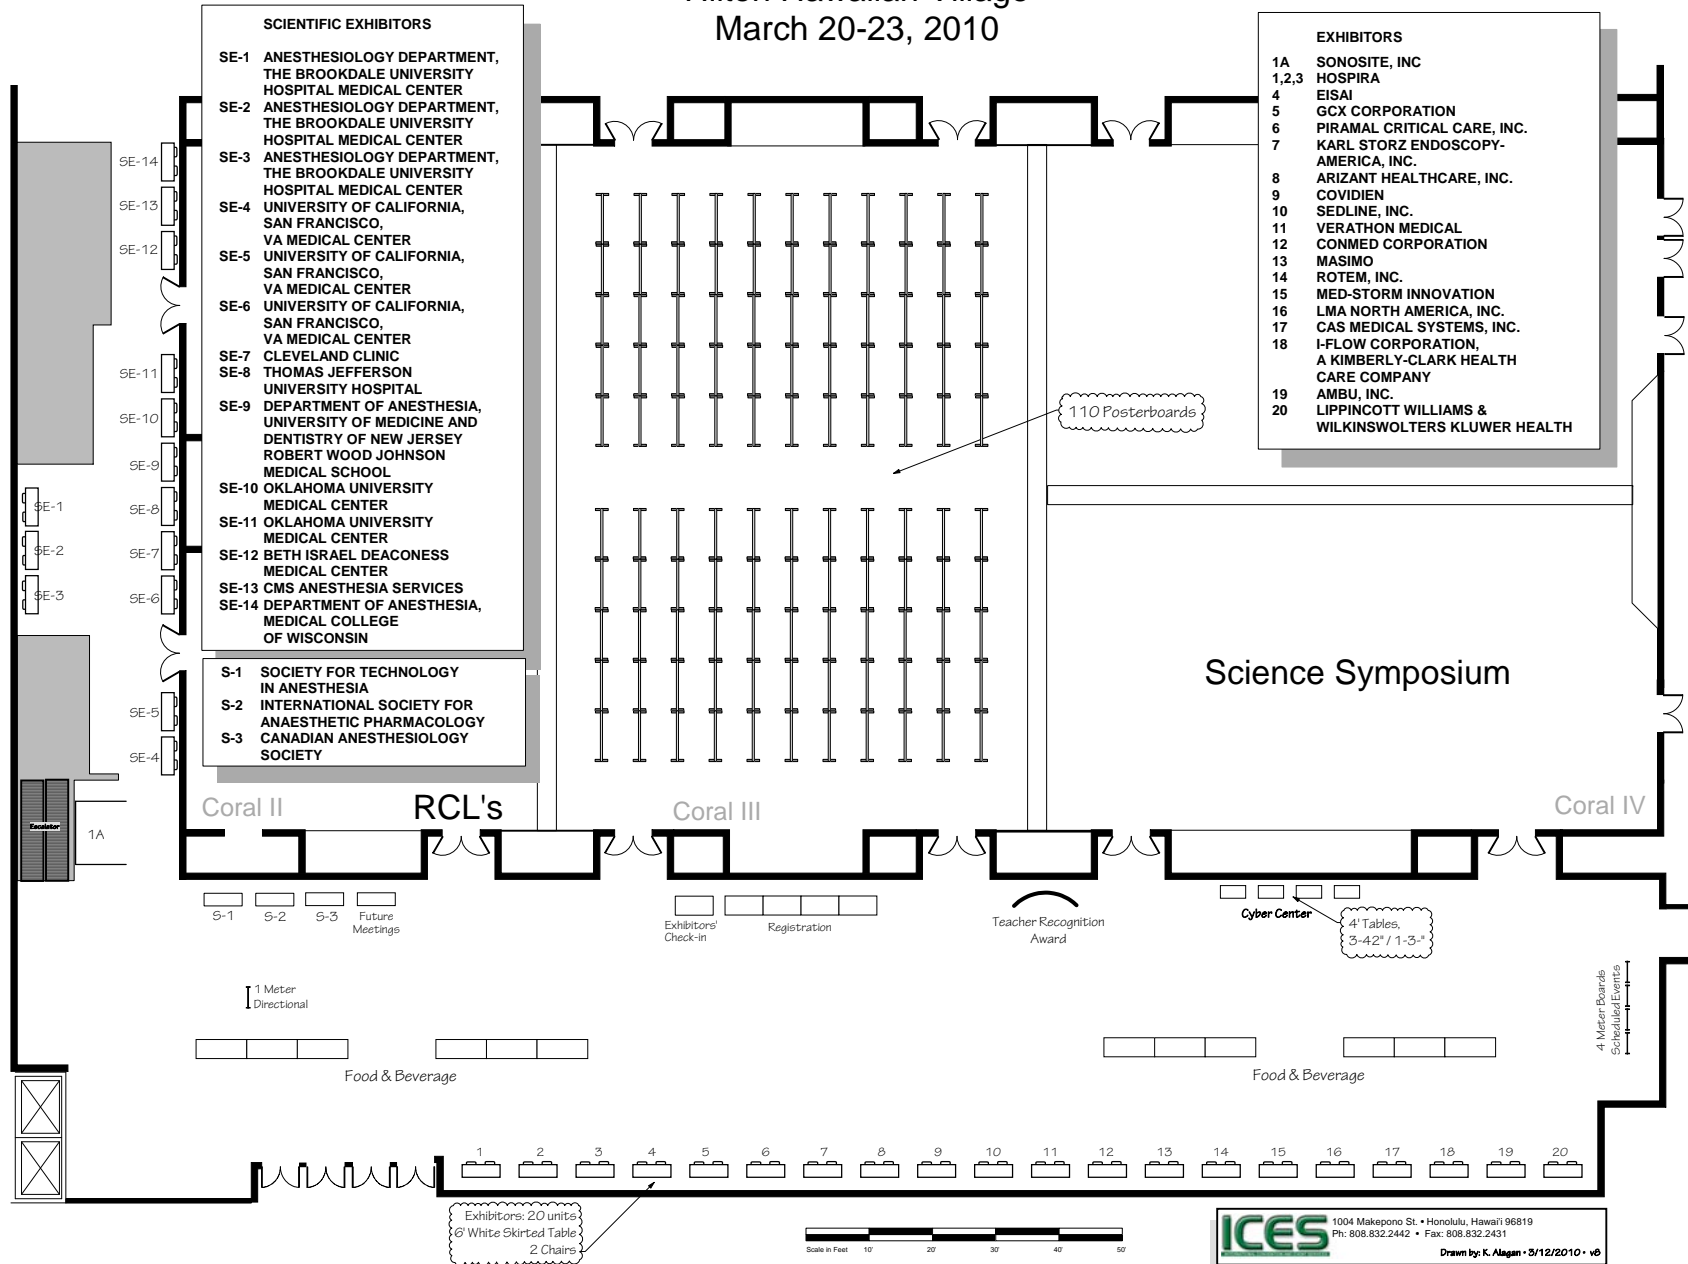 Hilton Hawaiian Village
March 20-23, 2010
SCIENTIFIC EXHIBITORS
SE-1 ANESTHESIOLOGY DEPARTMENT,
THE BROOKDALE UNIVERSITY
HOSPITAL MEDICAL CENTER
SE-2 ANESTHESIOLOGY DEPARTMENT,
THE BROOKDALE UNIVERSITY
HOSPITAL MEDICAL CENTER
SE-3 ANESTHESIOLOGY DEPARTMENT,
THE BROOKDALE UNIVERSITY
HOSPITAL MEDICAL CENTER
SE-4 UNIVERSITY OF CALIFORNIA,
SAN FRANCISCO,
VA MEDICAL CENTER
SE-5 UNIVERSITY OF CALIFORNIA,
SAN FRANCISCO,
VA MEDICAL CENTER
SE-6 UNIVERSITY OF CALIFORNIA,
SAN FRANCISCO,
VA MEDICAL CENTER
SE-7 CLEVELAND CLINIC
SE-8 THOMAS JEFFERSON
UNIVERSITY HOSPITAL
SE-9 DEPARTMENT OF ANESTHESIA,
UNIVERSITY OF MEDICINE AND
DENTISTRY OF NEW JERSEY
ROBERT WOOD JOHNSON
MEDICAL SCHOOL
SE-10 OKLAHOMA UNIVERSITY
MEDICAL CENTER
SE-11 OKLAHOMA UNIVERSITY
MEDICAL CENTER
SE-12 BETH ISRAEL DEACONESS
MEDICAL CENTER
SE-13 CMS ANESTHESIA SERVICES
SE-14 DEPARTMENT OF ANESTHESIA,
MEDICAL COLLEGE
OF WISCONSIN
S-1 SOCIETY FOR TECHNOLOGY
IN ANESTHESIA
S-2 INTERNATIONAL SOCIETY FOR
ANAESTHETIC PHARMACOLOGY
S-3 CANADIAN ANESTHESIOLOGY
SOCIETY
EXHIBITORS
1A SONOSITE, INC
1,2,3 HOSPIRA
4 EISAI
5 GCX CORPORATION
6 PIRAMAL CRITICAL CARE, INC.
7 KARL STORZ ENDOSCOPY-
AMERICA, INC.
8 ARIZANT HEALTHCARE, INC.
9 COVIDIEN
10 SEDLINE, INC.
11 VERATHON MEDICAL
12 CONMED CORPORATION
13 MASIMO
14 ROTEM, INC.
15 MED-STORM INNOVATION
16 LMA NORTH AMERICA, INC.
17 CAS MEDICAL SYSTEMS, INC.
18 I-FLOW CORPORATION,
A KIMBERLY-CLARK HEALTH
CARE COMPANY
19 AMBU, INC.
20 LIPPINCOTT WILLIAMS &
WILKINSWOLTERS KLUWER HEALTH
SE-14
SE-13
SE-12
SE-11
SE-10
SE-9
SE-8
SE-7
SE-6
SE-5
SE-4
SE-1
SE-2
SE-3
110 Posterboards
Science Symposium
Escalator
1A
Coral II
RCL's
Coral III
Coral IV
S-1
S-2
S-3
Future
Meetings
Exhibitors'
Check-in
Registration
Teacher Recognition
Award
Cyber Center
4' Tables,
3-42" / 1-3-"
1 Meter
Directional
4 Meter Boards
Scheduled Events
Food & Beverage
Food & Beverage
1 2 3 4 5 6 7 8 9 10 11 12 13 14 15 16 17 18 19 20
Exhibitors: 20 units
6' White Skirted Table
2 Chairs
Scale in Feet 10' 20' 30' 40' 50'
ICES
1004 Makepono St. • Honolulu, Hawai'i 96819
Ph: 808.832.2442 • Fax: 808.832.2431
Drawn by: K. Alagan • 3/12/2010 • v8